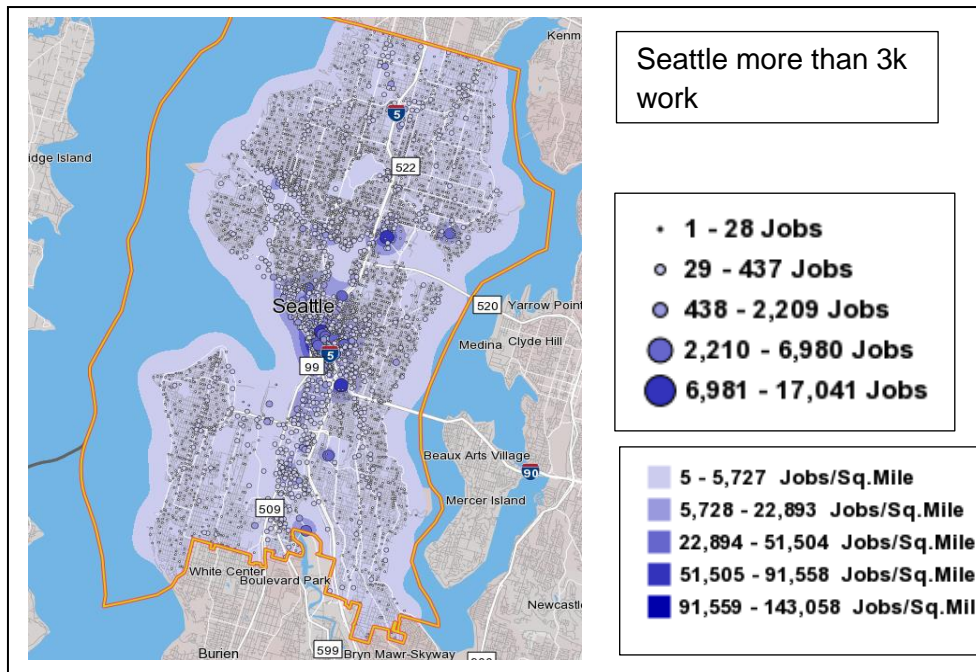 Kenm
5
idge Island
522
Seattle
520
Yarrow Point
Medina
Clyde Hill
5
99
Beaux Arts Village
90
Mercer Island
509
White Center
Boulevard Park
Newcastle
599
Bryn Mawr-Skyway
Burien
Seattle more than 3k
work
1 - 28 Jobs
29 - 437 Jobs
438 - 2,209 Jobs
2,210 - 6,980 Jobs
6,981 - 17,041 Jobs
5 - 5,727 Jobs/Sq.Mile
5,728 - 22,893 Jobs/Sq.Mile
22,894 - 51,504 Jobs/Sq.Mile
51,505 - 91,558 Jobs/Sq.Mile
91,559 - 143,058 Jobs/Sq.Mil